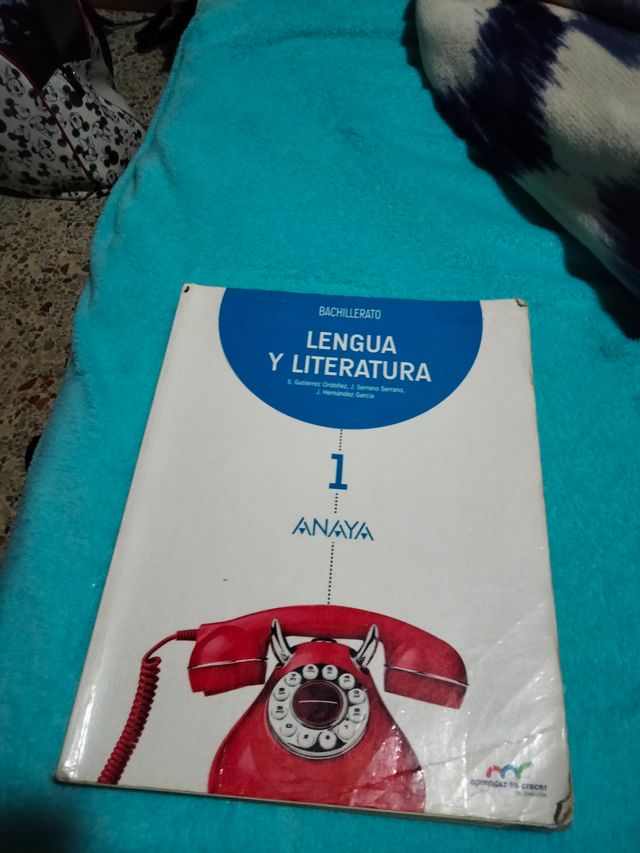 BACHILLERATO
LENGUA
Y LITERATURA
S. Gutiérrez Ordóñez, J. Serrano Serrano,
J. Hernández García
1
ANAYA
aprender es crecer